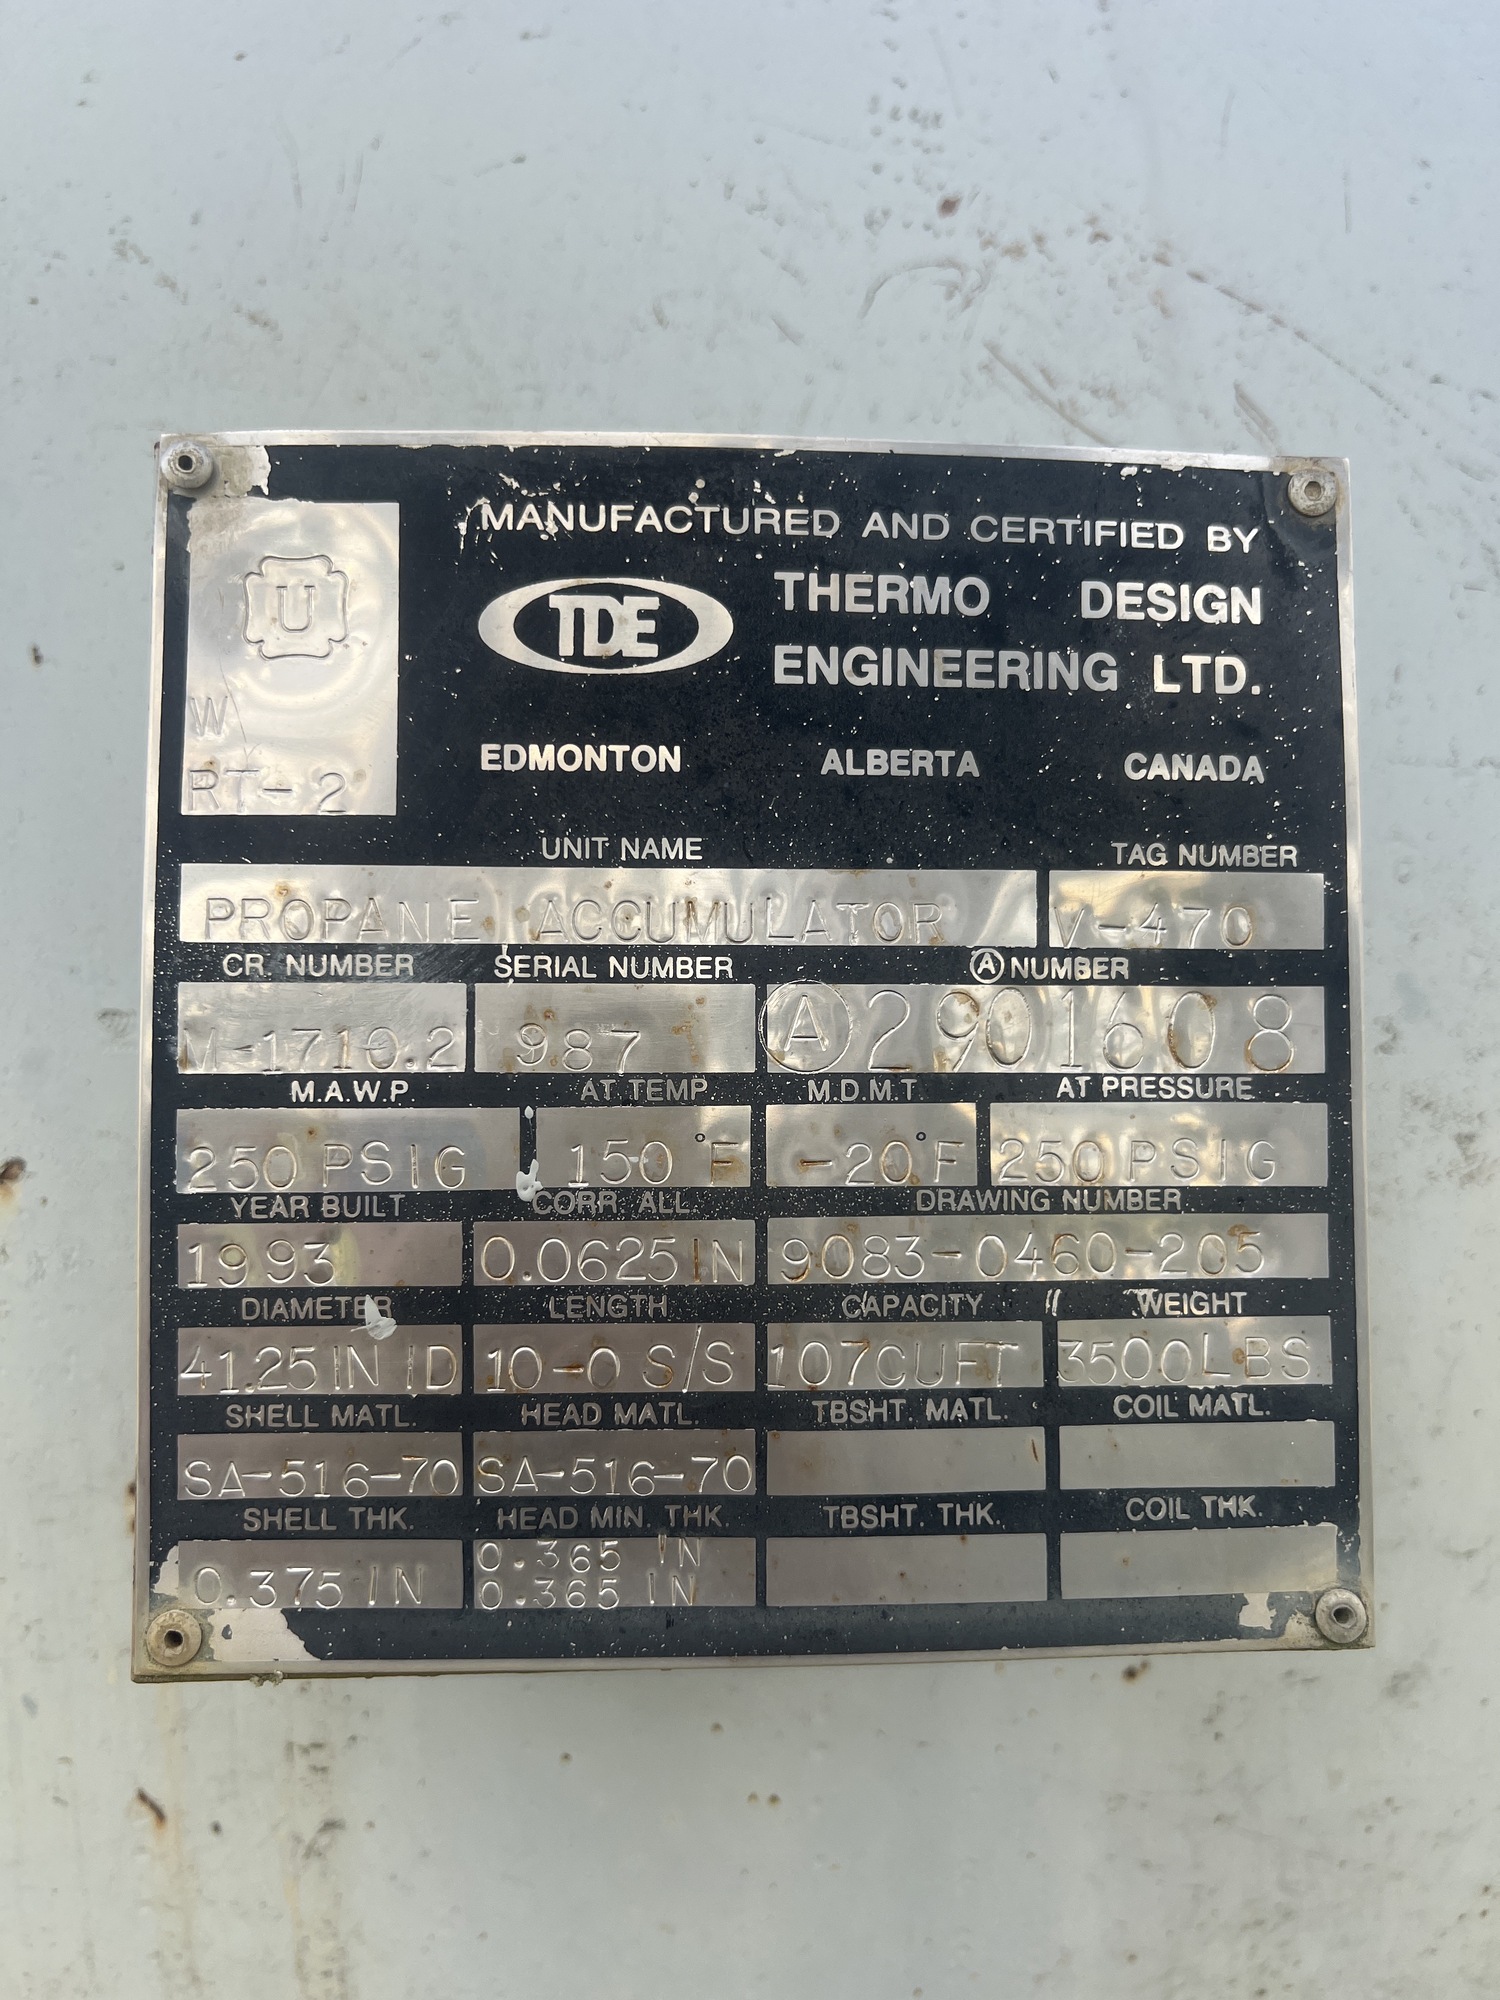 MANUFACTURED AND CERTIFIED BY
U
TDE
THERMO DESIGN
ENGINEERING LTD.
W
RT-2
EDMONTON ALBERTA CANADA
UNIT NAME TAG NUMBER
PROPANE ACCUMULATOR V-470
CR. NUMBER SERIAL NUMBER Ⓐ NUMBER
M-1710.2 987 Ⓐ 2901608
M.A.W.P. AT TEMP. M.D.M.T AT PRESSURE
250 PSIG 150 °F -20°F 250 PSIG
YEAR BUILT CORR. ALL. DRAWING NUMBER
1993 0.0625 IN 9083-0460-205
DIAMETER LENGTH CAPACITY WEIGHT
41.25 IN ID 10-0 S/S 107CUFT 3500LBS
SHELL MATL. HEAD MATL. TBSHT. MATL. COIL MATL.
SA-516-70 SA-516-70
SHELL THK. HEAD MIN. THK. TBSHT. THK. COIL THK.
0.375 IN 0.365 IN
0.365 IN